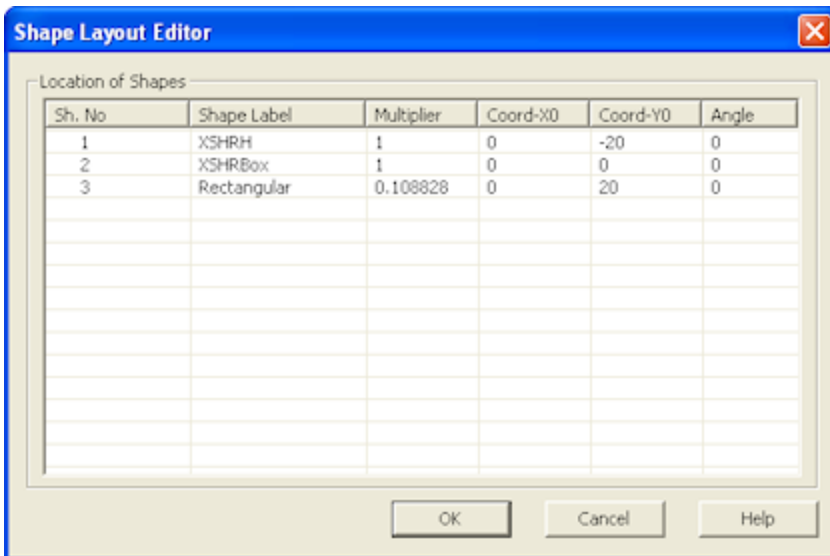 Shape Layout Editor
Location of Shapes
Sh. No Shape Label Multiplier Coord-X0 Coord-Y0 Angle
1 XSHRH 1 0 -20 0
2 XSHRBox 1 0 0 0
3 Rectangular 0.108828 0 20 0
OK Cancel Help